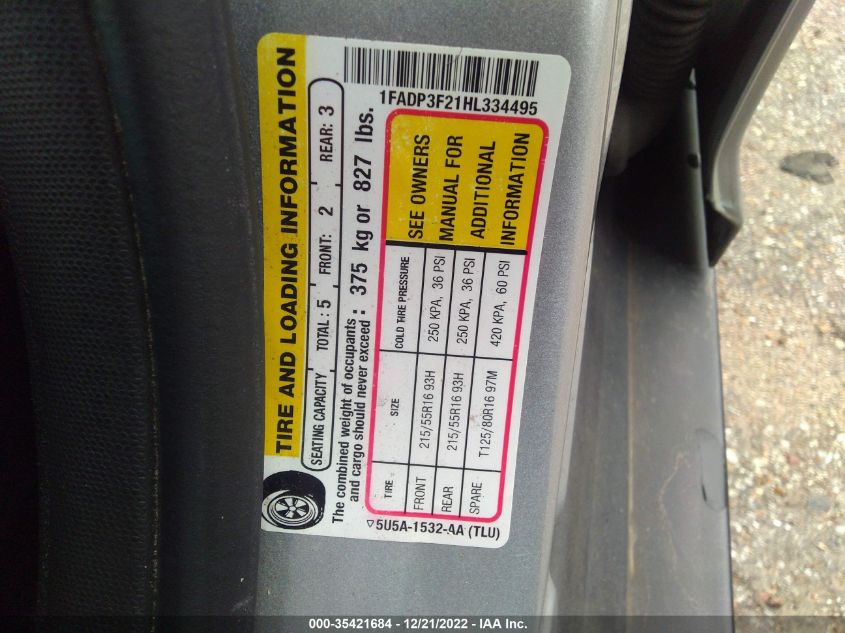 TIRE AND LOADING INFORMATION
SEATING CAPACITY TOTAL: 5 FRONT: 2 REAR: 3
The combined weight of occupants
and cargo should never exceed : 375 kg or 827 lbs.
TIRE SIZE COLD TIRE PRESSURE
FRONT 215/55R16 93H 250 KPA, 36 PSI
REAR 215/55R16 93H 250 KPA, 36 PSI
SPARE T125/80R16 97M 420 KPA, 60 PSI
SEE OWNERS
MANUAL FOR
ADDITIONAL
INFORMATION
5U5A-1532-AA (TLU)
1FADP3F21HL334495
000-35421684 - 12/21/2022 - IAA Inc.